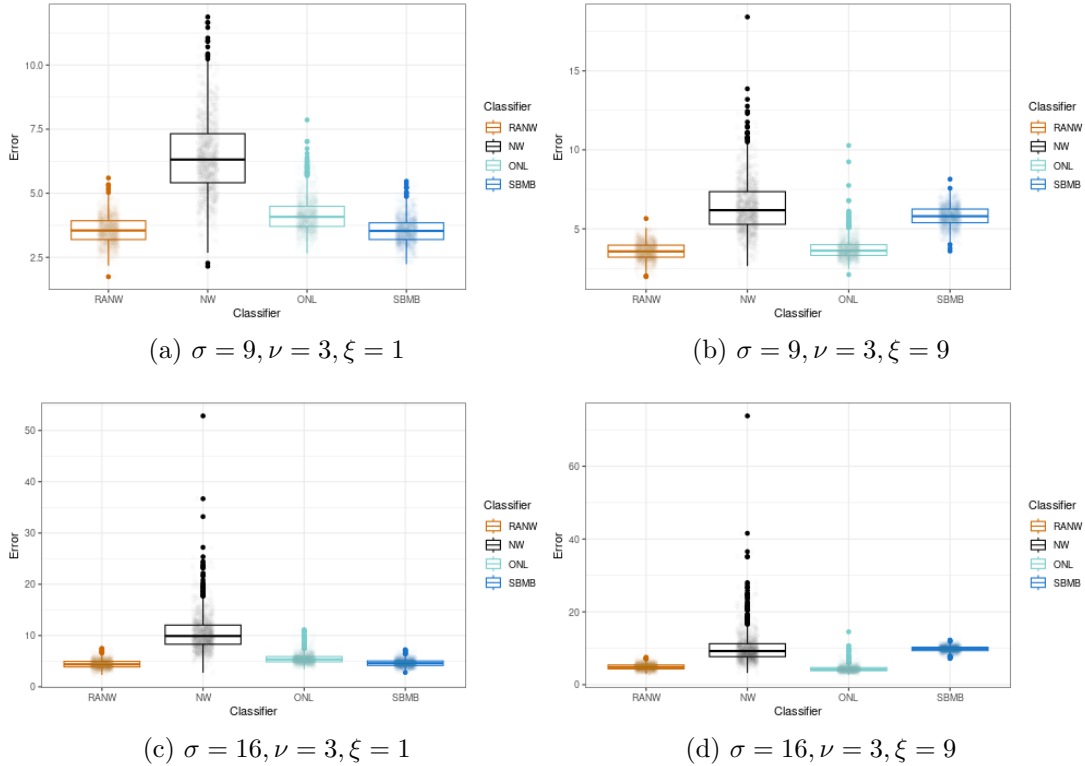 10.0
7.5
5.0
2.5
Error
RANW
NW
ONL
SBMB
Classifier
Classifier
RANW
NW
ONL
SBMB
(a) σ = 9, ν = 3, ξ = 1
15
10
5
Error
RANW
NW
ONL
SBMB
Classifier
Classifier
RANW
NW
ONL
SBMB
(b) σ = 9, ν = 3, ξ = 9
50
40
30
20
10
0
Error
RANW
NW
ONL
SBMB
Classifier
Classifier
RANW
NW
ONL
SBMB
(c) σ = 16, ν = 3, ξ = 1
60
40
20
0
Error
RANW
NW
ONL
SBMB
Classifier
Classifier
RANW
NW
ONL
SBMB
(d) σ = 16, ν = 3, ξ = 9